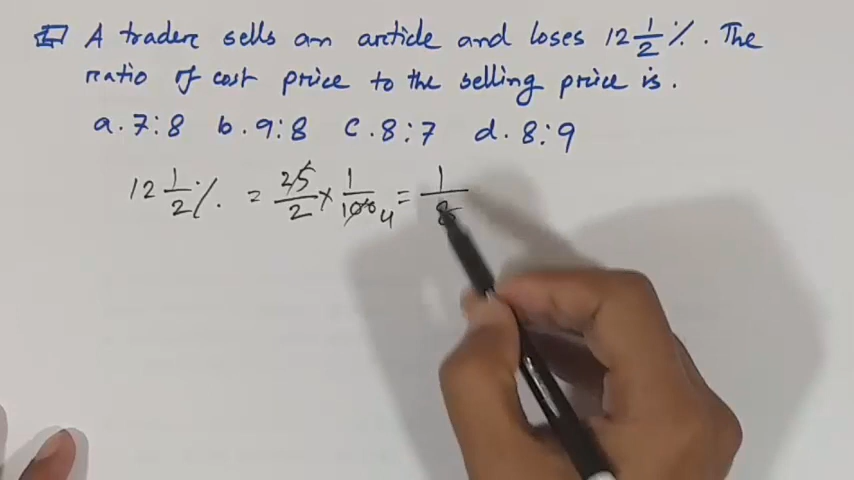 Q A tradere sells an article and loses 12 1/2 %. The
ratio of cost price to the selling price is.
a. 7:8 b. 9:8 c. 8:7 d. 8:9
12 1/2 %. = 25/2 × 1/100 4 = 1/8